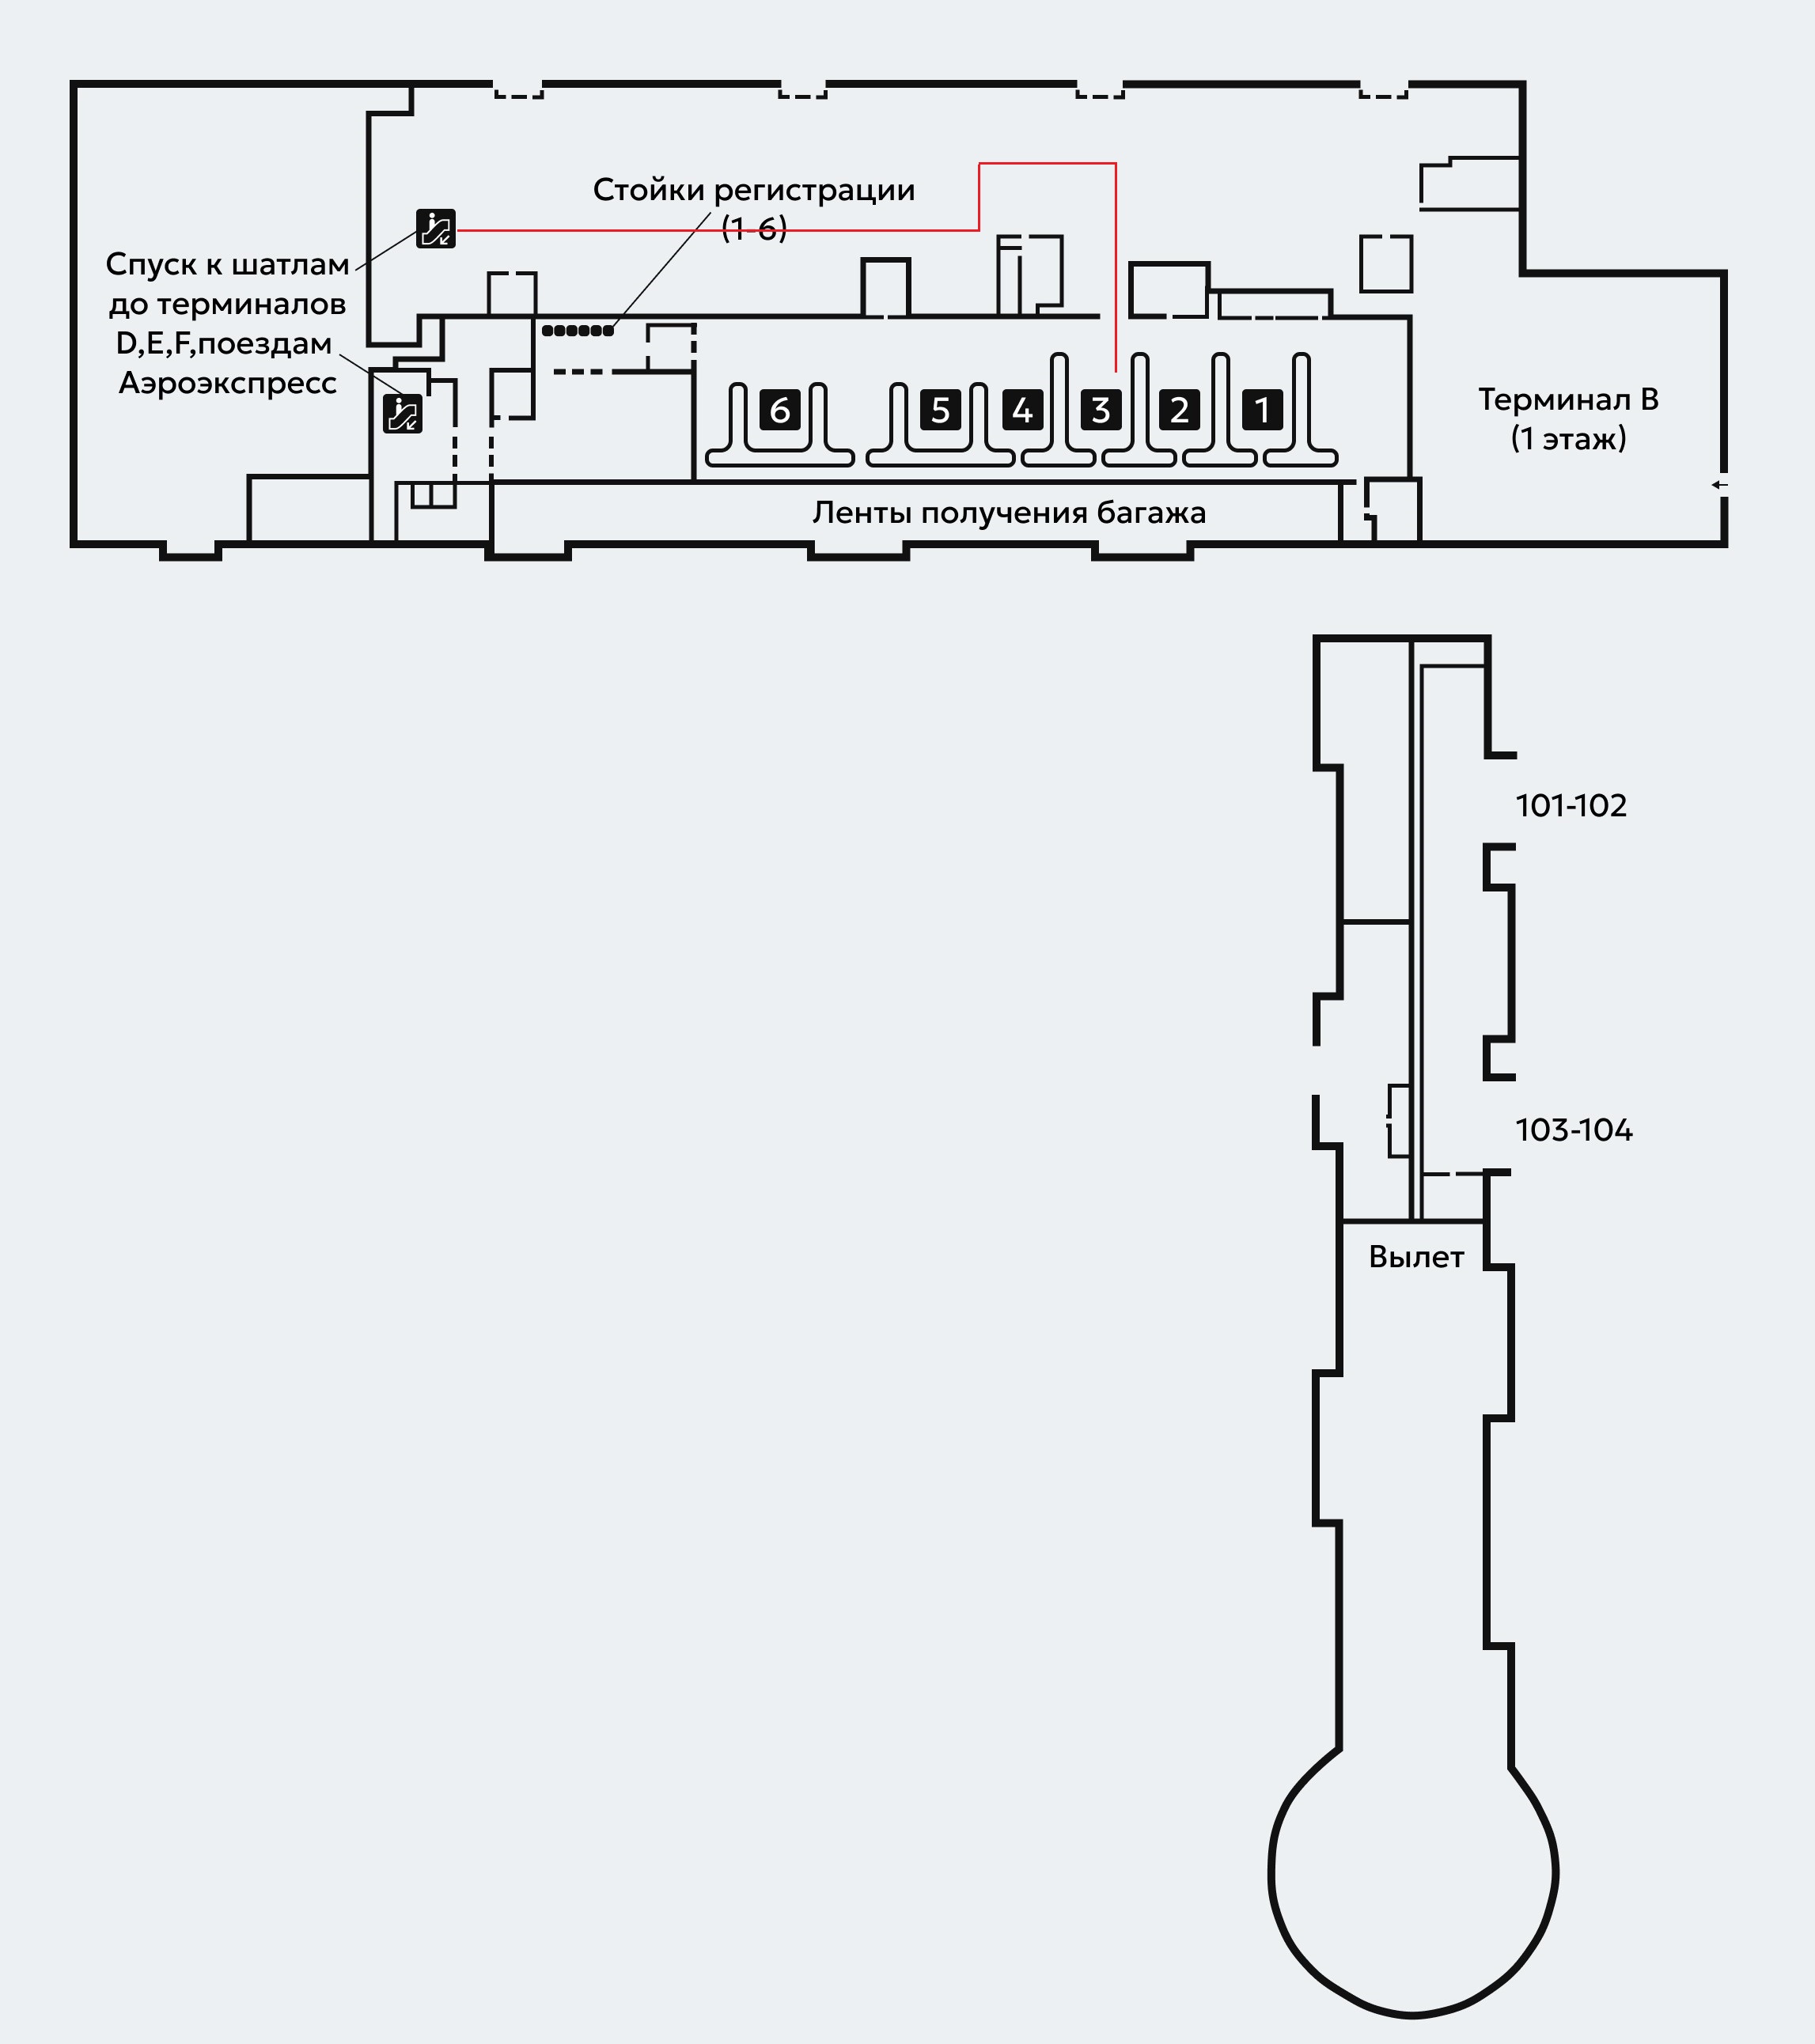 Стойки регистрации
(1-6)
Спуск к шатлам
до терминалов
D,E,F,поездам
Аэроэкспресс
6
5
4
3
2
1
Терминал B
(1 этаж)
Ленты получения багажа
101-102
103-104
Вылет